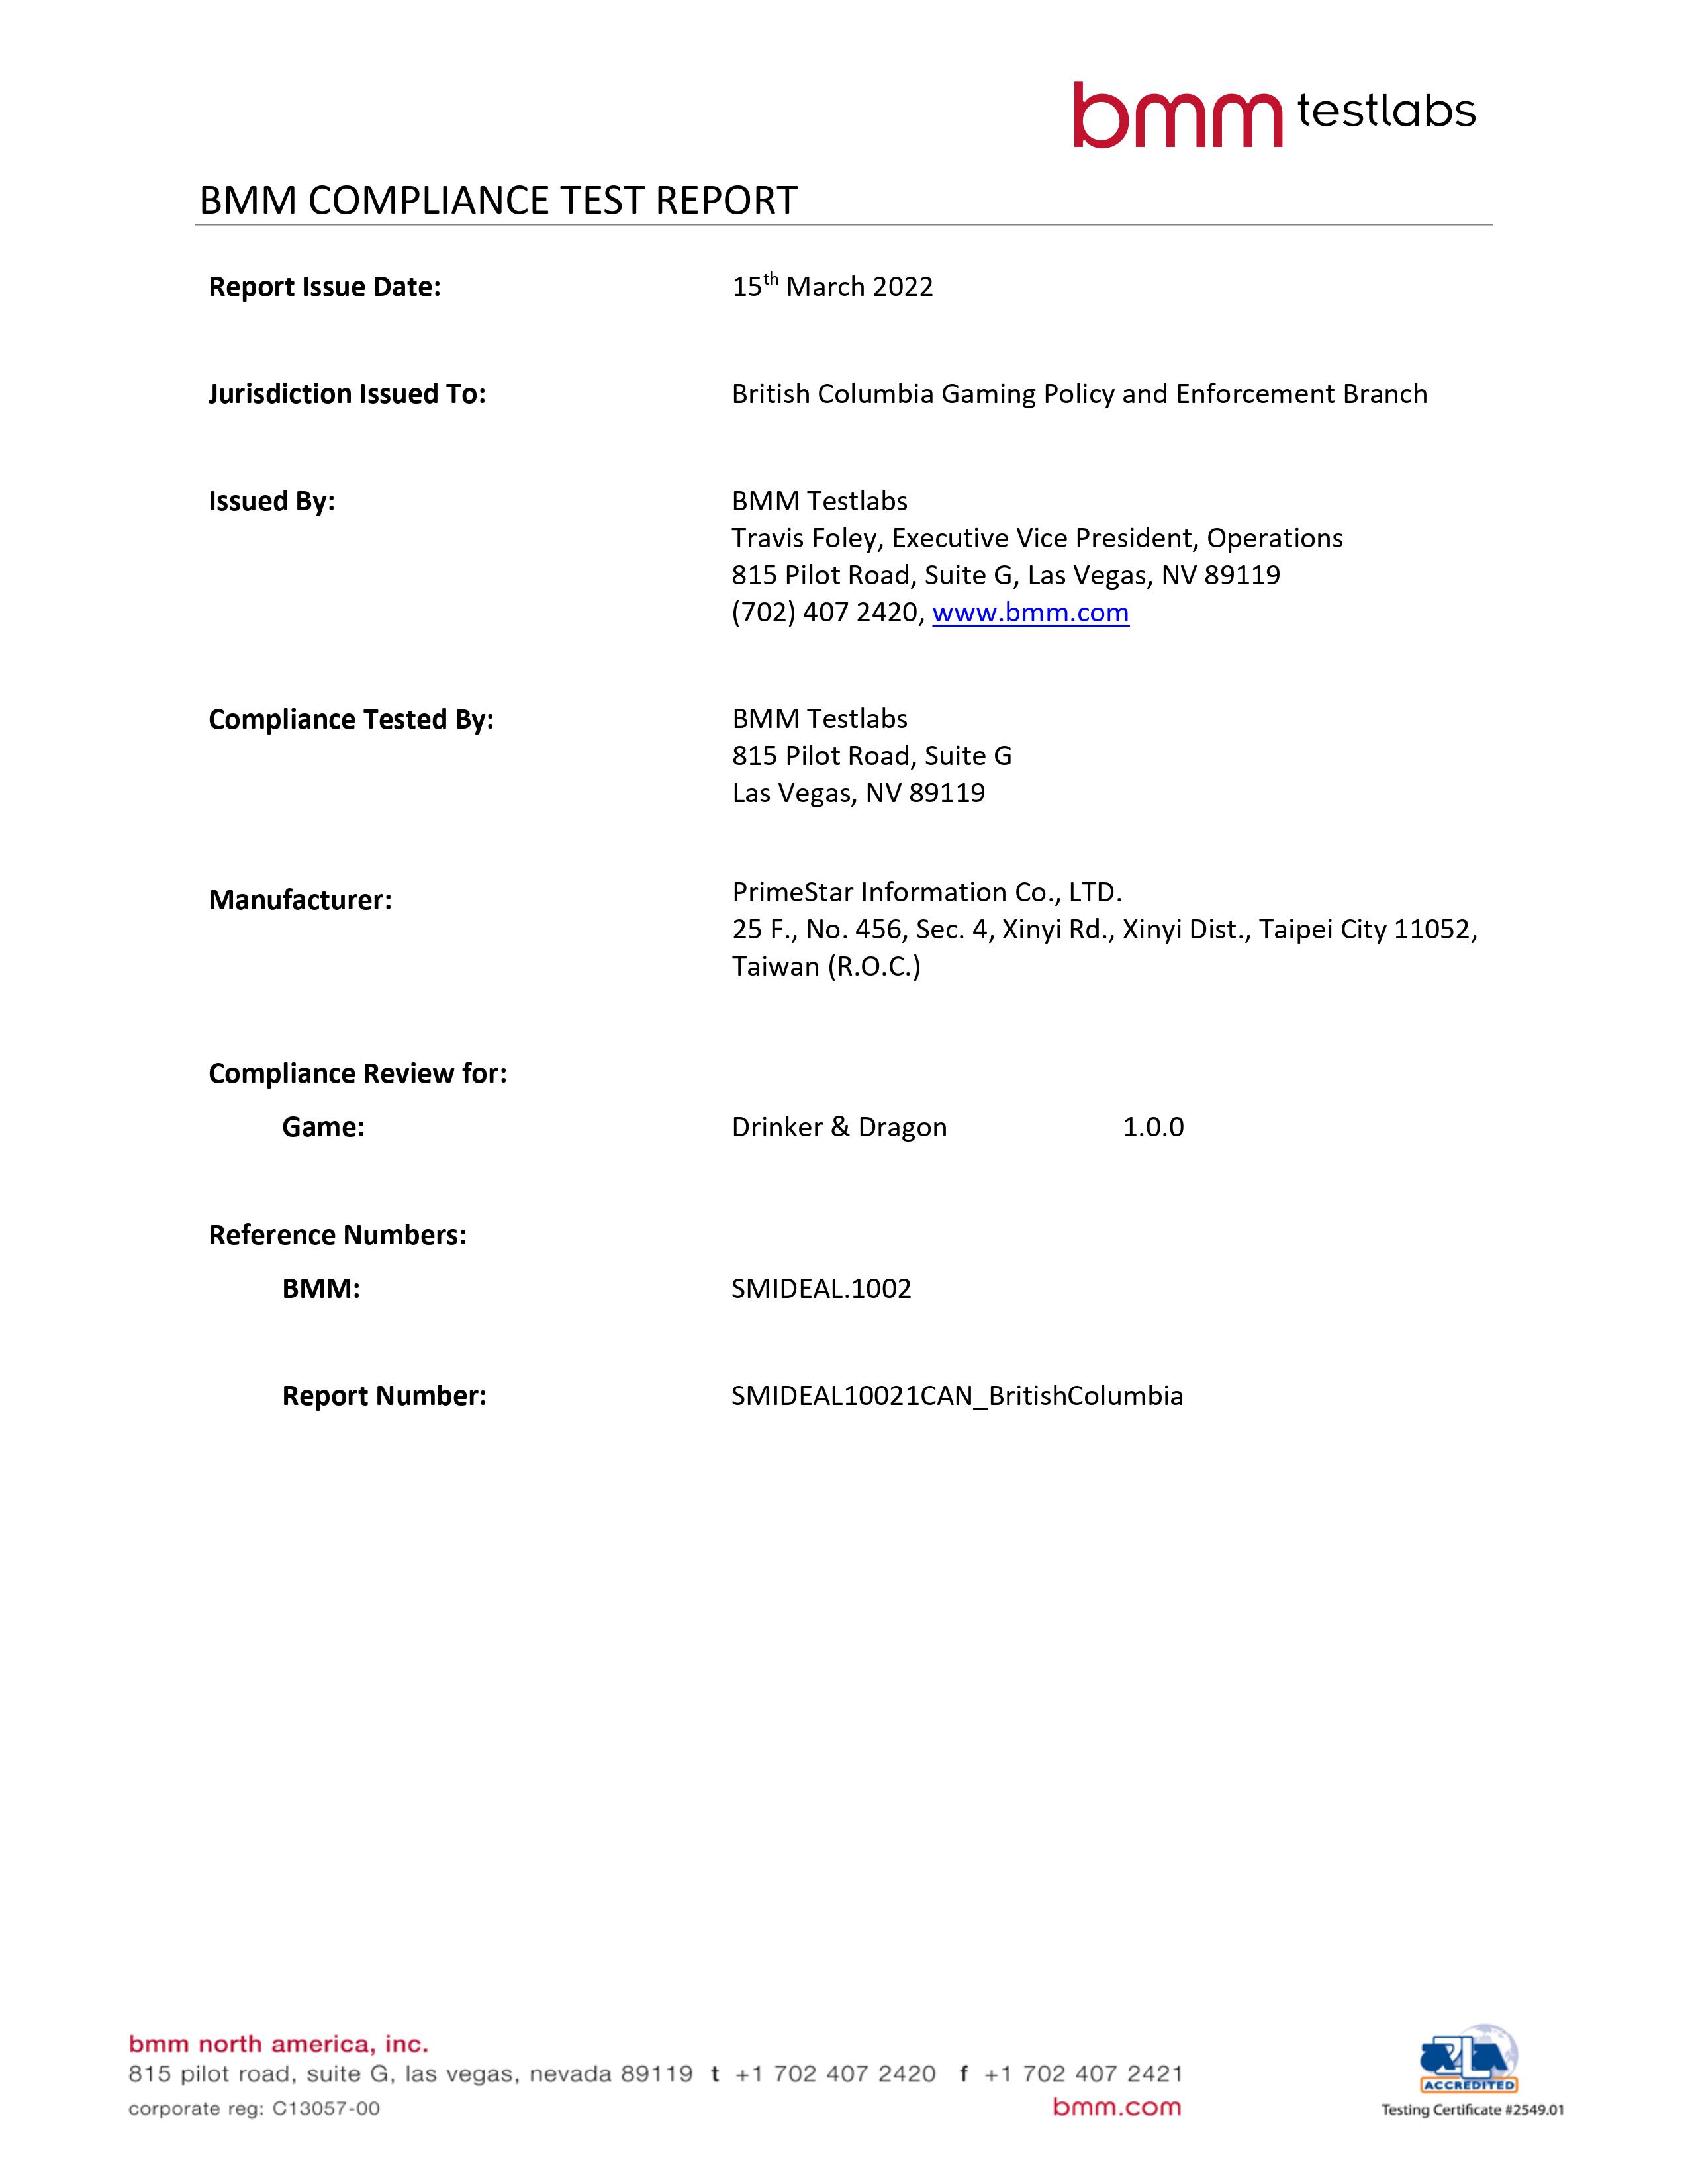 bmm testlabs
BMM COMPLIANCE TEST REPORT
Report Issue Date: 15th March 2022
Jurisdiction Issued To: British Columbia Gaming Policy and Enforcement Branch
Issued By: BMM Testlabs
Travis Foley, Executive Vice President, Operations
815 Pilot Road, Suite G, Las Vegas, NV 89119
(702) 407 2420, www.bmm.com
Compliance Tested By: BMM Testlabs
815 Pilot Road, Suite G
Las Vegas, NV 89119
Manufacturer: PrimeStar Information Co., LTD.
25 F., No. 456, Sec. 4, Xinyi Rd., Xinyi Dist., Taipei City 11052,
Taiwan (R.O.C.)
Compliance Review for:
Game: Drinker & Dragon 1.0.0
Reference Numbers:
BMM: SMIDEAL.1002
Report Number: SMIDEAL10021CAN_BritishColumbia
bmm north america, inc.
815 pilot road, suite G, las vegas, nevada 89119 t +1 702 407 2420 f +1 702 407 2421
corporate reg: C13057-00 bmm.com
A2LA
ACCREDITED
Testing Certificate #2549.01